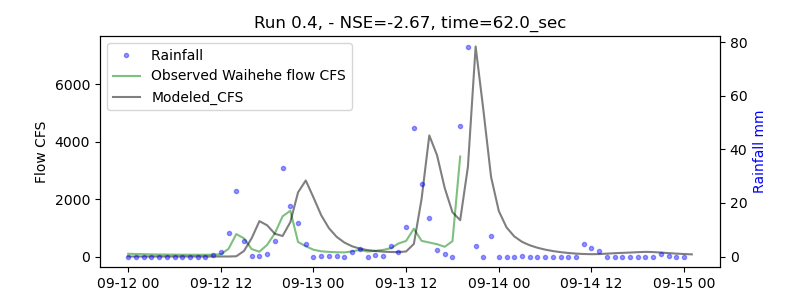 Run 0.4, - NSE=-2.67, time=62.0_sec
Rainfall
Observed Waihehe flow CFS
Modeled_CFS
Flow CFS
6000
4000
2000
0
80
60
40
20
0
Rainfall mm
09-12 00 09-12 12 09-13 00 09-13 12 09-14 00 09-14 12 09-15 00